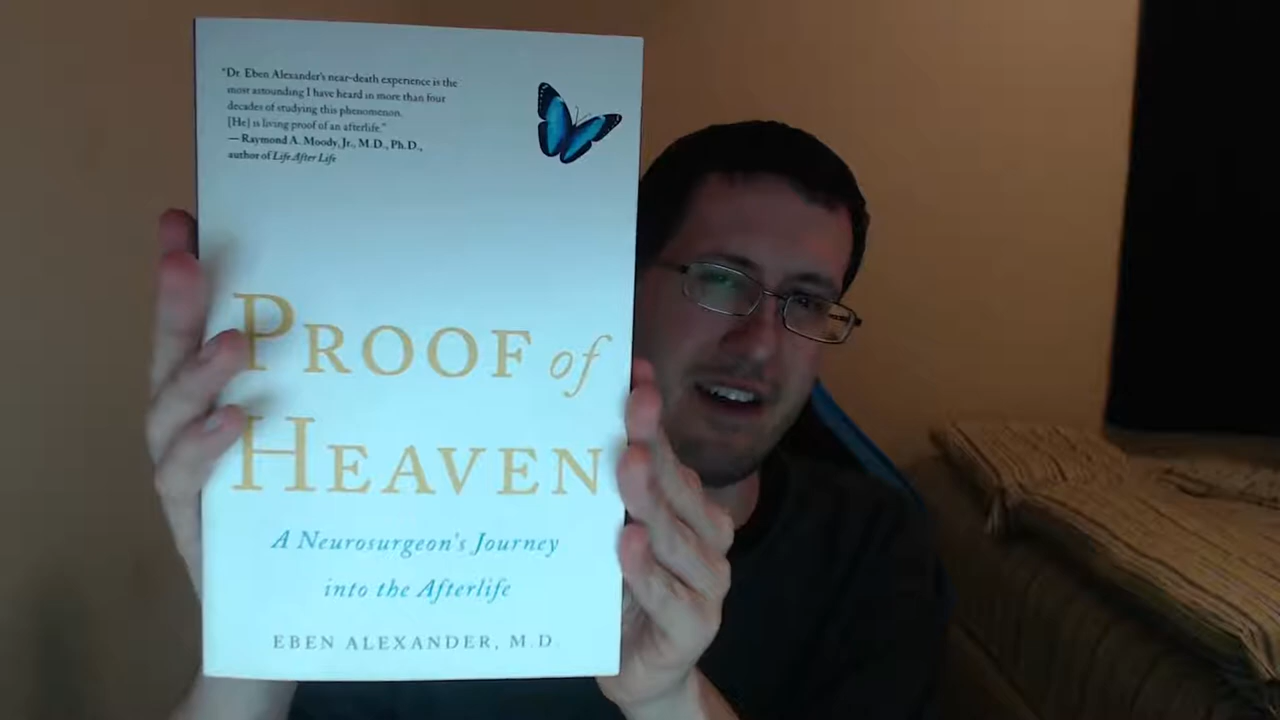 "Dr. Eben Alexander's near-death experience is the
most astounding I have heard in more than four
decades of studying this phenomenon.
[He] is living proof of an afterlife."
—Raymond A. Moody, Jr., M.D., Ph.D.,
author of Life After Life
PROOF of
HEAVEN
A Neurosurgeon's Journey
into the Afterlife
EBEN ALEXANDER, M.D.